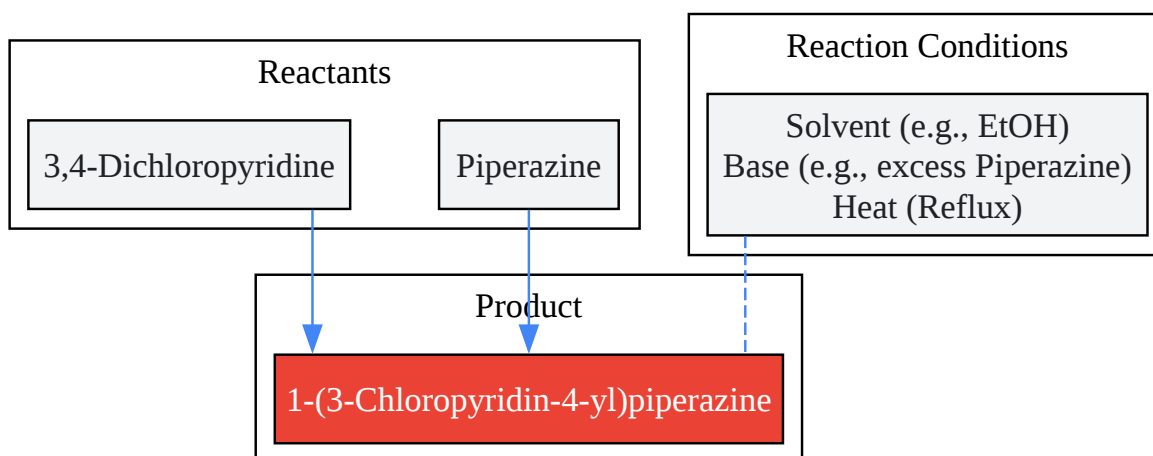 Reactants
3,4-Dichloropyridine
Piperazine
Reaction Conditions
Solvent (e.g., EtOH)
Base (e.g., excess Piperazine)
Heat (Reflux)
Product
1-(3-Chloropyridin-4-yl)piperazine